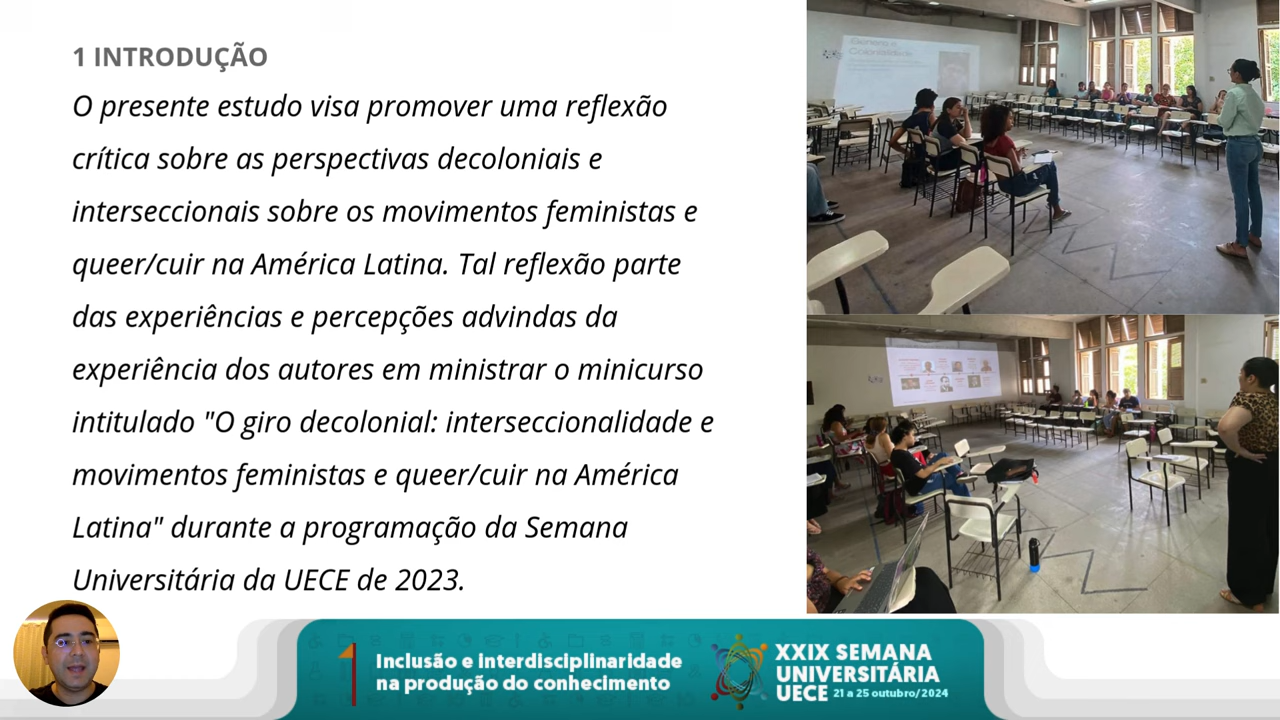 1 INTRODUÇÃO
O presente estudo visa promover uma reflexão
crítica sobre as perspectivas decoloniais e
interseccionais sobre os movimentos feministas e
queer/cuir na América Latina. Tal reflexão parte
das experiências e percepções advindas da
experiência dos autores em ministrar o minicurso
intitulado "O giro decolonial: interseccionalidade e
movimentos feministas e queer/cuir na América
Latina" durante a programação da Semana
Universitária da UECE de 2023.
Gênero e
Colonialidade
Inclusão e interdisciplinaridade
na produção do conhecimento
XXIX SEMANA
UNIVERSITÁRIA
UECE 21 a 25 outubro/2024